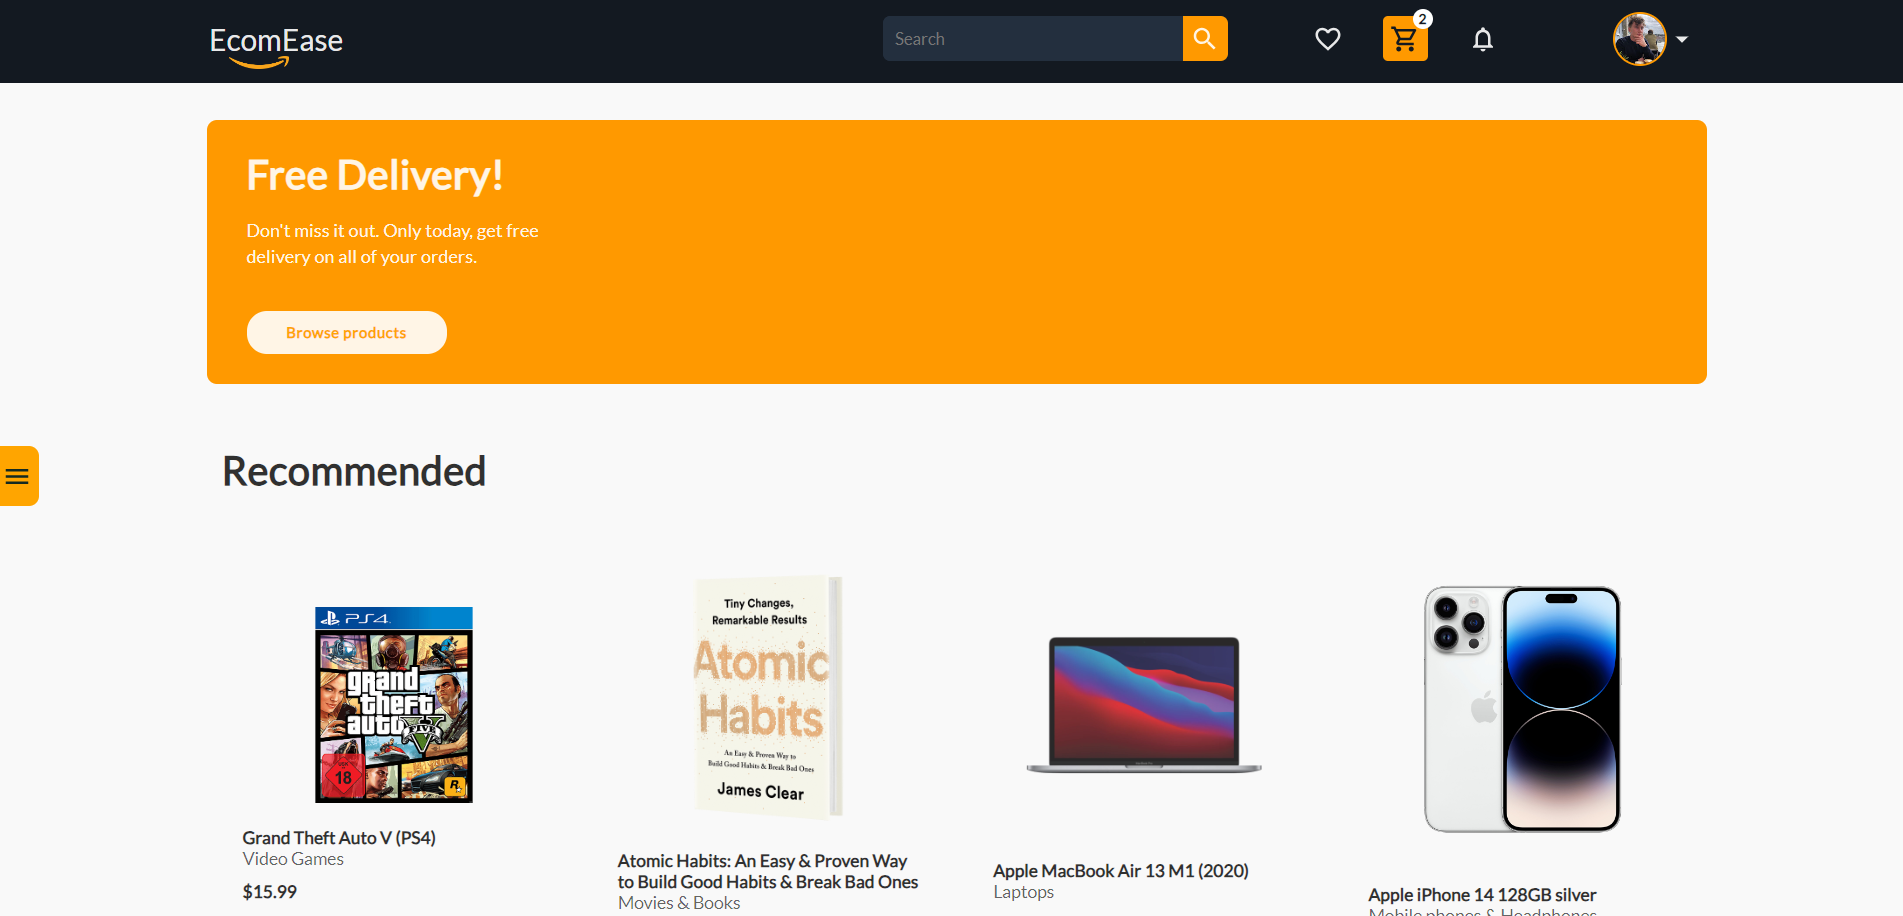 EcomEase
Search
2
Free Delivery!
Don't miss it out. Only today, get free
delivery on all of your orders.
Browse products
Recommended
PS4
grand
theft
auto
FIVE
18
R
Tiny Changes,
Remarkable Results
Atomic
Habits
An Easy & Proven Way to
Build Good Habits & Break Bad Ones
James Clear
Grand Theft Auto V (PS4)
Video Games
$15.99
Atomic Habits: An Easy & Proven Way
to Build Good Habits & Break Bad Ones
Movies & Books
Apple MacBook Air 13 M1 (2020)
Laptops
Apple iPhone 14 128GB silver
Mobile phones & Headphones